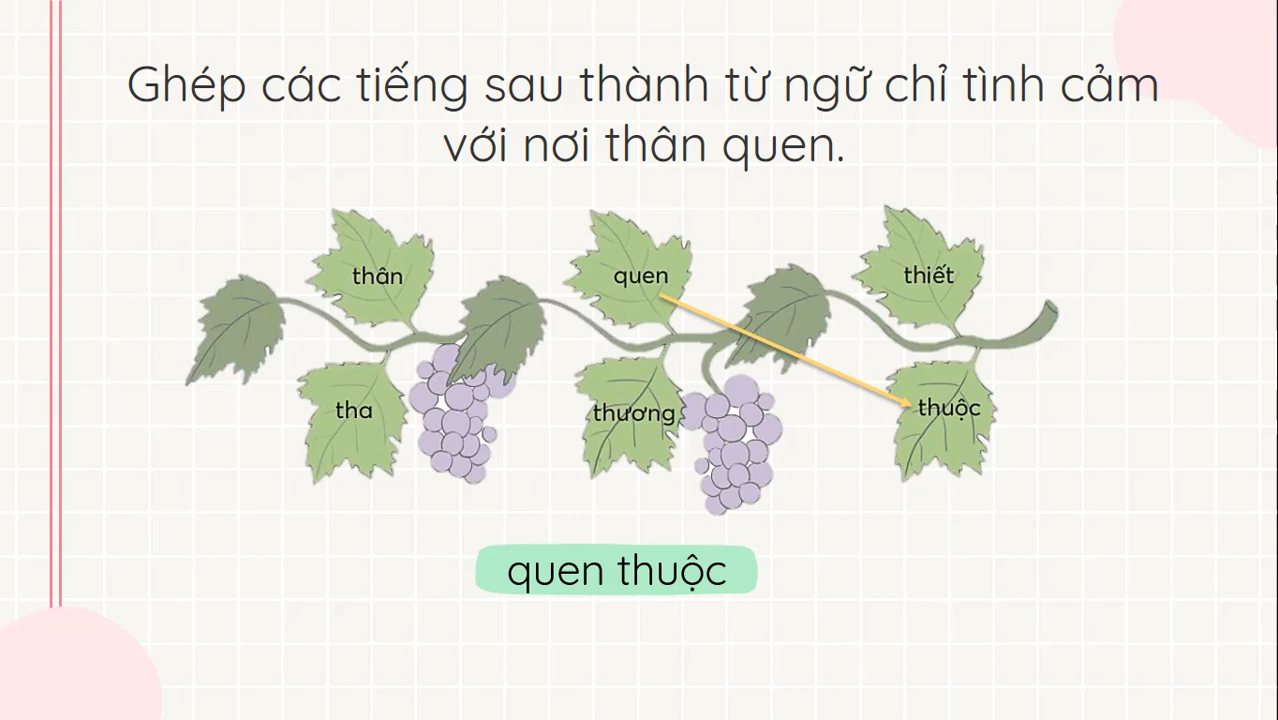 Ghép các tiếng sau thành từ ngữ chỉ tình cảm
với nơi thân quen.
thân
quen
thiết
tha
thương
thuộc
quen thuộc